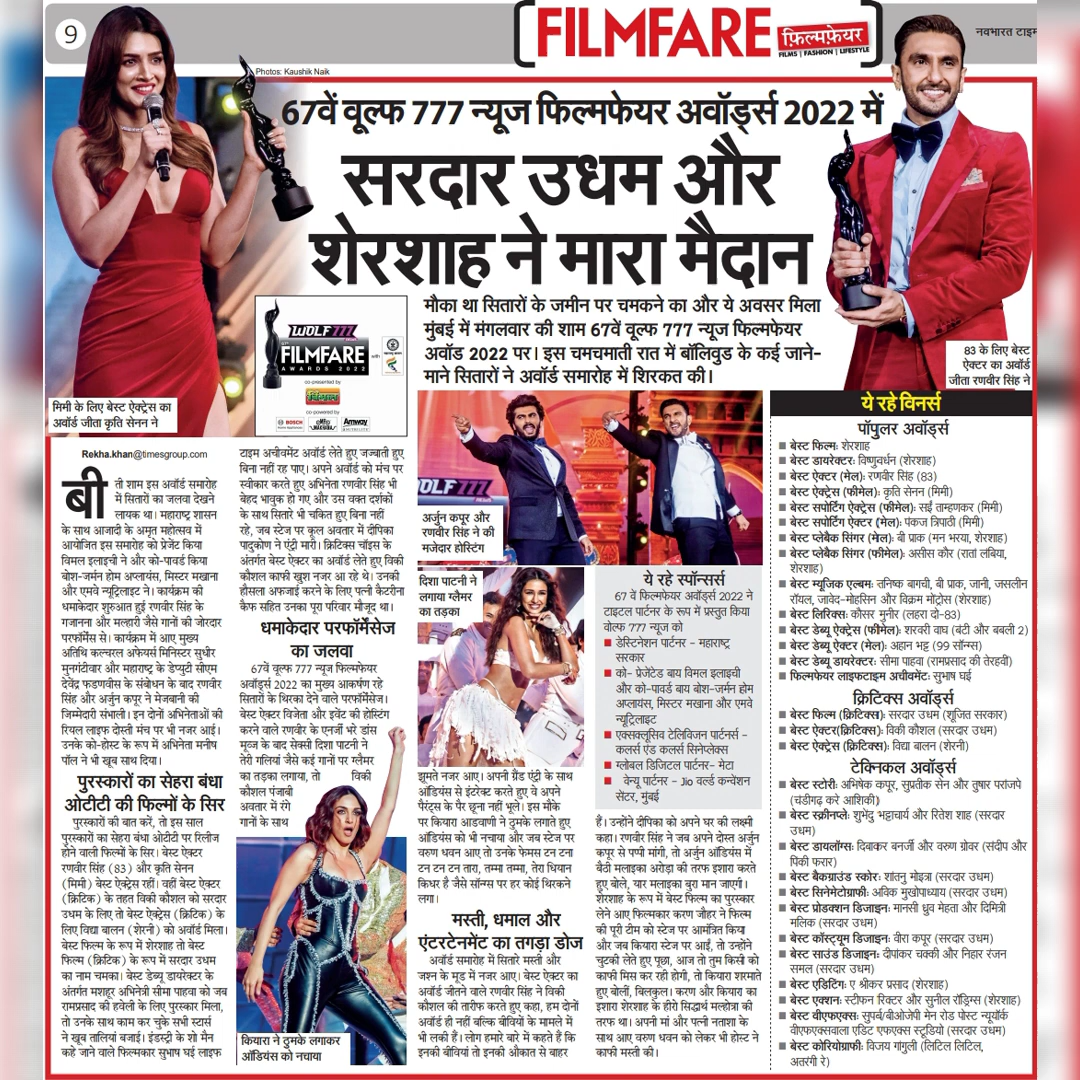 9
FILMFARE
फ़िल्मफेयर
FILMS | FASHION | LIFESTYLE
नवभारत टाइम
Photos: Kaushik Naik
67वें वूल्फ 777 न्यूज फिल्मफेयर अवॉर्ड्स 2022 में
सरदार उधम और
शेरशाह ने मारा मैदान
मौका था सितारों के जमीन पर चमकने का और ये अवसर मिला
मुंबई में मंगलवार की शाम 67वें वूल्फ 777 न्यूज फिल्मफेयर
अवॉड 2022 पर। इस चमचमाती रात में बॉलिवुड के कई जाने-
माने सितारों ने अवॉर्ड समारोह में शिरकत की।
83 के लिए बेस्ट
ऐक्टर का अवॉर्ड
जीता रणवीर सिंह ने
मिमी के लिए बेस्ट ऐक्ट्रेस का
अवॉर्ड जीता कृति सेनन ने
WOLF777
NEWS
FILMFARE
AWARDS 2022
with
co-presented by
co-powered by
BOSCH
Amway
Rekha.khan@timesgroup.com
बीती शाम इस अवॉर्ड समारोह
में सितारों का जलवा देखने
लायक था। महाराष्ट्र शासन
के साथ आजादी के अमृत महोत्सव में
आयोजित इस समारोह को प्रेजेंट किया
विमल इलाइची ने और को-पावर्ड किया
बोश-जर्मन होम अप्लायंस, मिस्टर मखाना
और एमवे न्यूट्रिलाइट ने। कार्यक्रम की
धमाकेदार शुरुआत हुई रणवीर सिंह के
गजानना और मल्हारी जैसे गानों की जोरदार
परफॉर्मेंस से। कार्यक्रम में आए मुख्य
अतिथि कल्चरल अफेयर्स मिनिस्टर सुधीर
मुनगंटीवार और महाराष्ट्र के डेप्युटी सीएम
देवेंद्र फडणवीस के संबोधन के बाद रणवीर
सिंह और अर्जुन कपूर ने मेजबानी की
जिम्मेदारी संभाली। इन दोनों अभिनेताओं की
रियल लाइफ दोस्ती मंच पर भी नजर आई।
उनके को-होस्ट के रूप में अभिनेता मनीष
पॉल ने भी खूब साथ दिया।
पुरस्कारों का सेहरा बंधा
ओटीटी की फिल्मों के सिर
पुरस्कारों की बात करें, तो इस साल
पुरस्कारों का सेहरा बंधा ओटीटी पर रिलीज
होने वाली फिल्मों के सिर। बेस्ट ऐक्टर
रणवीर सिंह (83) और कृति सेनन
(मिमी) बेस्ट ऐक्ट्रेस रहीं। वहीं बेस्ट ऐक्टर
(क्रिटिक) के तहत विकी कौशल को सरदार
उधम के लिए तो बेस्ट ऐक्ट्रेस (क्रिटिक) के
लिए विद्या बालन (शेरनी) को अवॉर्ड मिला।
बेस्ट फिल्म के रूप में शेरशाह तो बेस्ट
फिल्म (क्रिटिक) के रूप में सरदार उधम
का नाम चमका। बेस्ट डेब्यू डायरेक्टर के
अंतर्गत मशहूर अभिनेत्री सीमा पाहवा को जब
रामप्रसाद की हवेली के लिए पुरस्कार मिला,
तो उनके साथ काम कर चुके सभी स्टार्स
ने खूब तालियां बजाईं। इंडस्ट्री के शो मैन
कहे जाने वाले फिल्मकार सुभाष घई लाइफ
टाइम अचीवमेंट अवॉर्ड लेते हुए जज्बाती हुए
बिना नहीं रह पाए। अपने अवॉर्ड को मंच पर
स्वीकार करते हुए अभिनेता रणवीर सिंह भी
बेहद भावुक हो गए और उस वक्त दर्शकों
के साथ सितारे भी चकित हुए बिना नहीं
रहे, जब स्टेज पर कूल अवतार में दीपिका
पादुकोण ने एंट्री मारी। क्रिटिक्स चॉइस के
अंतर्गत बेस्ट ऐक्टर का अवॉर्ड लेते हुए विकी
कौशल काफी खुश नजर आ रहे थे। उनकी
हौसला अफजाई करने के लिए पत्नी कैटरीना
कैफ सहित उनका पूरा परिवार मौजूद था।
धमाकेदार परफॉर्मेंसेज
का जलवा
67वें वूल्फ 777 न्यूज फिल्मफेयर
अवॉर्ड्स 2022 का मुख्य आकर्षण रहे
सितारों के थिरका देने वाले परफॉर्मेंसेज।
बेस्ट ऐक्टर विजेता और इवेंट की होस्टिंग
करने वाले रणवीर के एनर्जी भरे डांस
मूव्ज के बाद सेक्सी दिशा पाटनी ने
तेरी गलियां जैसे कई गानों पर ग्लैमर
का तड़का लगाया, तो विकी
कौशल पंजाबी
अवतार में रंगे
गानों के साथ
कियारा ने ठुमके लगाकर
ऑडियंस को नचाया
WOLF777
अर्जुन कपूर और
रणवीर सिंह ने की
मजेदार होस्टिंग
दिशा पाटनी ने
लगाया ग्लैमर
का तड़का
झूमते नजर आए। अपनी ग्रैंड एंट्री के साथ
ऑडियंस से इंटरेक्ट करते हुए वे अपने
पैरेंट्स के पैर छूना नहीं भूले। इस मौके
पर कियारा आडवाणी ने ठुमके लगाते हुए
ऑडियंस को भी नचाया और जब स्टेज पर
वरुण धवन आए तो उनके फेमस टन टना
टन टन टन तारा, तम्मा तम्मा, तेरा धियान
किधर है जैसे सॉन्ग्स पर हर कोई थिरकने
लगा।
मस्ती, धमाल और
एंटरटेनमेंट का तगड़ा डोज
अवॉर्ड समारोह में सितारे मस्ती और
जश्न के मूड में नजर आए। बेस्ट ऐक्टर का
अवॉर्ड जीतने वाले रणवीर सिंह ने विकी
कौशल की तारीफ करते हुए कहा, हम दोनों
अवॉर्ड ही नहीं बल्कि बीवियों के मामले में
भी लकी हैं। लोग हमारे बारे में कहते हैं कि
इनकी बीवियां तो इनकी औकात से बाहर
ये रहे स्पॉन्सर्स
67 वें फिल्मफेयर अवॉर्ड्स 2022 ने
टाइटल पार्टनर के रूप में प्रस्तुत किया
वोल्फ '777 न्यूज को
डेस्टिनेशन पार्टनर - महाराष्ट्र
सरकार
को- प्रेजेंटेड बाय विमल इलाइची
और को-पावर्ड बाय बोश-जर्मन होम
अप्लायंस, मिस्टर मखाना और एमवे
न्यूट्रिलाइट
एक्सक्लूसिव टेलिविजन पार्टनर्स -
कलर्स एंड कलर्स सिनेप्लेक्स
ग्लोबल डिजिटल पार्टनर- मेटा
वेन्यू पार्टनर - Jio वर्ल्ड कन्वेंशन
सेंटर, मुंबई
हैं। उन्होंने दीपिका को अपने घर की लक्ष्मी
कहा। रणवीर सिंह ने जब अपने दोस्त अर्जुन
कपूर से पप्पी मांगी, तो अर्जुन ऑडियंस में
बैठी मलाइका अरोड़ा की तरफ इशारा करते
हुए बोले, यार मलाइका बुरा मान जाएगी।
शेरशाह के रूप में बेस्ट फिल्म का पुरस्कार
लेने आए फिल्मकार करण जौहर ने फिल्म
की पूरी टीम को स्टेज पर आमंत्रित किया
और जब कियारा स्टेज पर आईं, तो उन्होंने
चुटकी लेते हुए पूछा, आज तो तुम किसी को
काफी मिस कर रही होगी, तो कियारा शरमाते
हुए बोलीं, बिलकुल। करण और कियारा का
इशारा शेरशाह के हीरो सिद्धार्थ मल्होत्रा की
तरफ था। अपनी मां और पत्नी नताशा के
साथ आए वरुण धवन को लेकर भी होस्ट ने
काफी मस्ती की।
ये रहे विनर्स
पॉपुलर अवॉर्ड्स
बेस्ट फिल्म: शेरशाह
बेस्ट डायरेक्टर: विष्णुवर्धन (शेरशाह)
बेस्ट ऐक्टर (मेल): रणवीर सिंह (83)
बेस्ट ऐक्ट्रेस (फीमेल): कृति सेनन (मिमी)
बेस्ट सपोर्टिंग ऐक्ट्रेस (फीमेल): सई ताम्हणकर (मिमी)
बेस्ट सपोर्टिंग ऐक्टर (मेल): पंकज त्रिपाठी (मिमी)
बेस्ट प्लेबैक सिंगर (मेल): बी प्राक (मन भरया, शेरशाह)
बेस्ट प्लेबैक सिंगर (फीमेल): असीस कौर (रातां लंबिया,
शेरशाह)
बेस्ट म्यूजिक एल्बम: तनिष्क बागची, बी प्राक, जानी, जसलीन
रॉयल, जावेद-मोहसिन और विक्रम मोंट्रोस (शेरशाह)
बेस्ट लिरिक्स: कौसर मुनीर (लहरा दो-83)
बेस्ट डेब्यू ऐक्ट्रेस (फीमेल): शरवरी वाघ (बंटी और बबली 2)
बेस्ट डेब्यू ऐक्टर (मेल): अहान भट्ट (99 सॉन्ग्स)
बेस्ट डेब्यू डायरेक्टर: सीमा पाहवा (रामप्रसाद की तेरहवी)
फिल्मफेयर लाइफटाइम अचीवमेंट: सुभाष घई
क्रिटिक्स अवॉर्ड्स
बेस्ट फिल्म (क्रिटिक्स): सरदार उधम (शूजित सरकार)
बेस्ट ऐक्टर(क्रिटिक्स): विकी कौशल (सरदार उधम)
बेस्ट ऐक्ट्रेस (क्रिटिक्स): विद्या बालन (शेरनी)
टेक्निकल अवॉर्ड्स
बेस्ट स्टोरी: अभिषेक कपूर, सुप्रतीक सेन और तुषार परांजपे
(चंडीगढ़ करे आशिकी)
बेस्ट स्क्रीनप्ले: शुभेंदु भट्टाचार्य और रितेश शाह (सरदार
उधम)
बेस्ट डायलॉग्स: दिबाकर बनर्जी और वरुण ग्रोवर (संदीप और
पिंकी फरार)
बेस्ट बैकग्राउंड स्कोर: शांतनु मोइत्रा (सरदार उधम)
बेस्ट सिनेमेटोग्राफी: अविक मुखोपाध्याय (सरदार उधम)
बेस्ट प्रोडक्शन डिजाइन: मानसी ध्रुव मेहता और दिमित्री
मलिक (सरदार उधम)
बेस्ट कॉस्ट्यूम डिजाइन: वीरा कपूर (सरदार उधम)
बेस्ट साउंड डिजाइन: दीपांकर चक्की और निहार रंजन
समल (सरदार उधम)
बेस्ट एडिटिंग: ए श्रीकर प्रसाद (शेरशाह)
बेस्ट एक्शन: स्टीफन रिक्टर और सुनील रॉड्रिग्स (शेरशाह)
बेस्ट वीएफएक्स: सुपर्ब/बीओजेपी मेन रोड पोस्ट न्यूयॉर्क
वीएफएक्सवाला एडिट एफएक्स स्टूडियो (सरदार उधम)
बेस्ट कोरियोग्राफी: विजय गांगुली (लिटिल लिटिल,
अतरंगी रे)